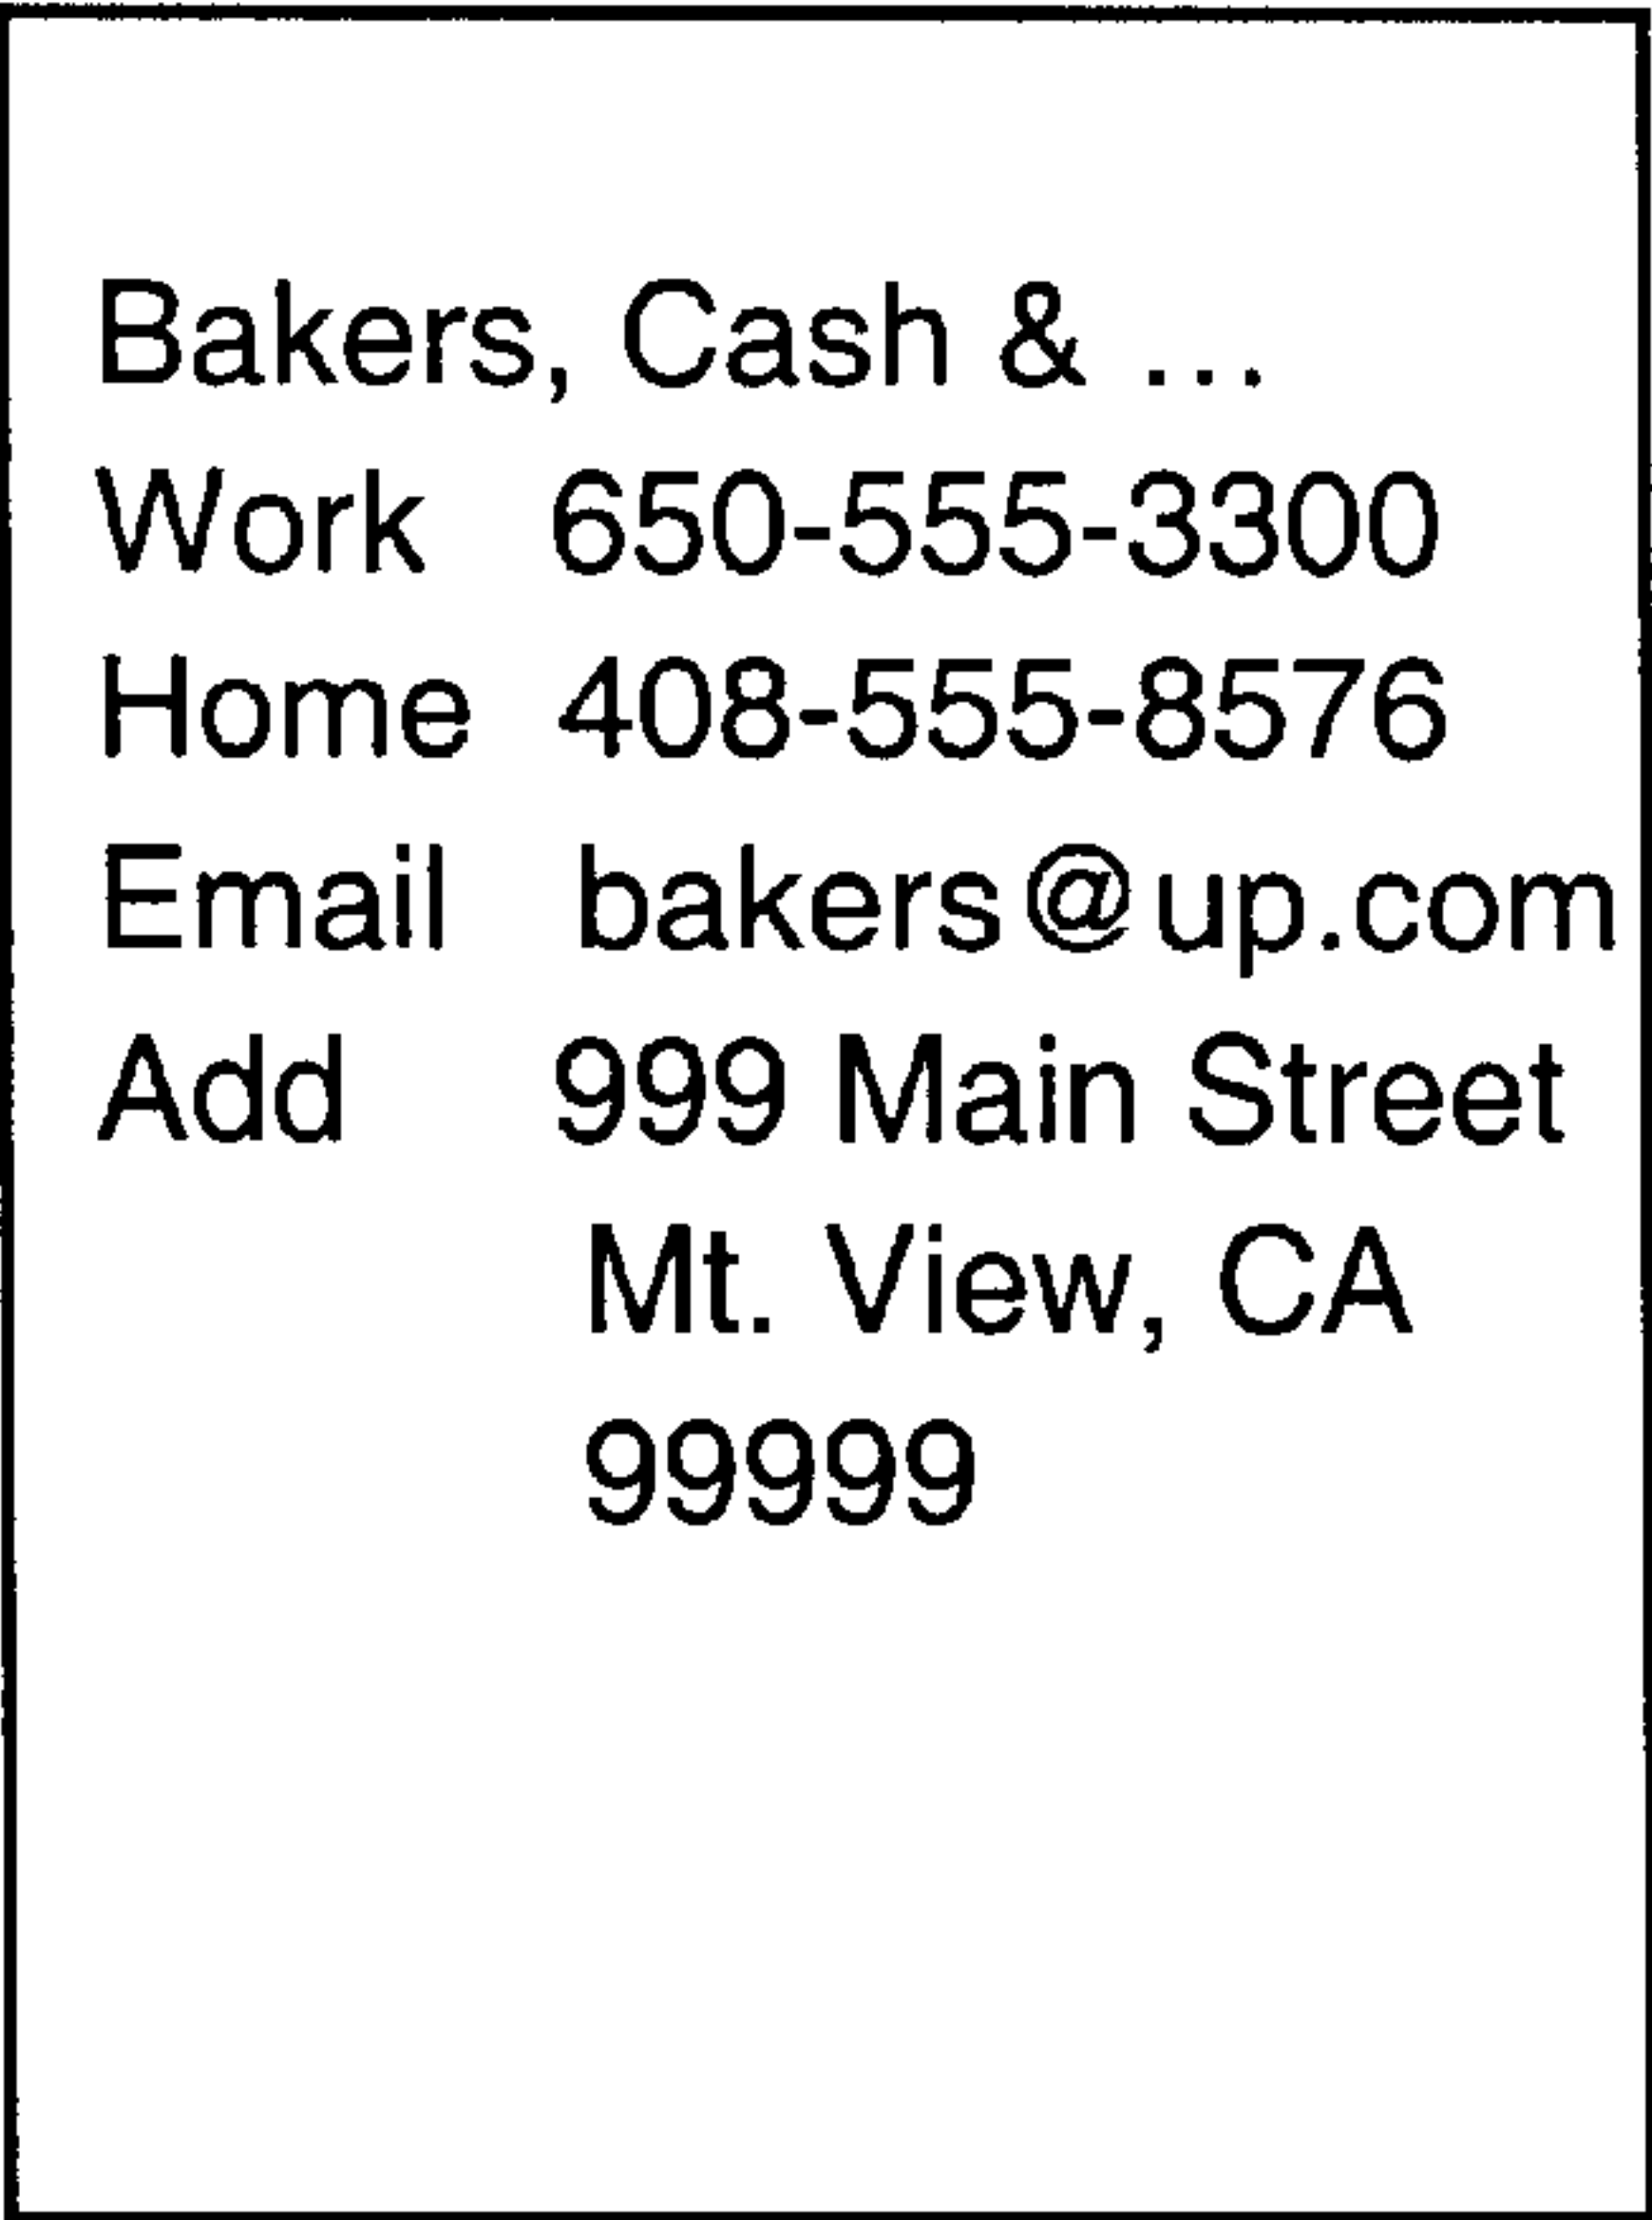 Bakers, Cash & ...
Work 650-555-3300
Home 408-555-8576
Email bakers@up.com
Add 999 Main Street
Mt. View, CA
99999